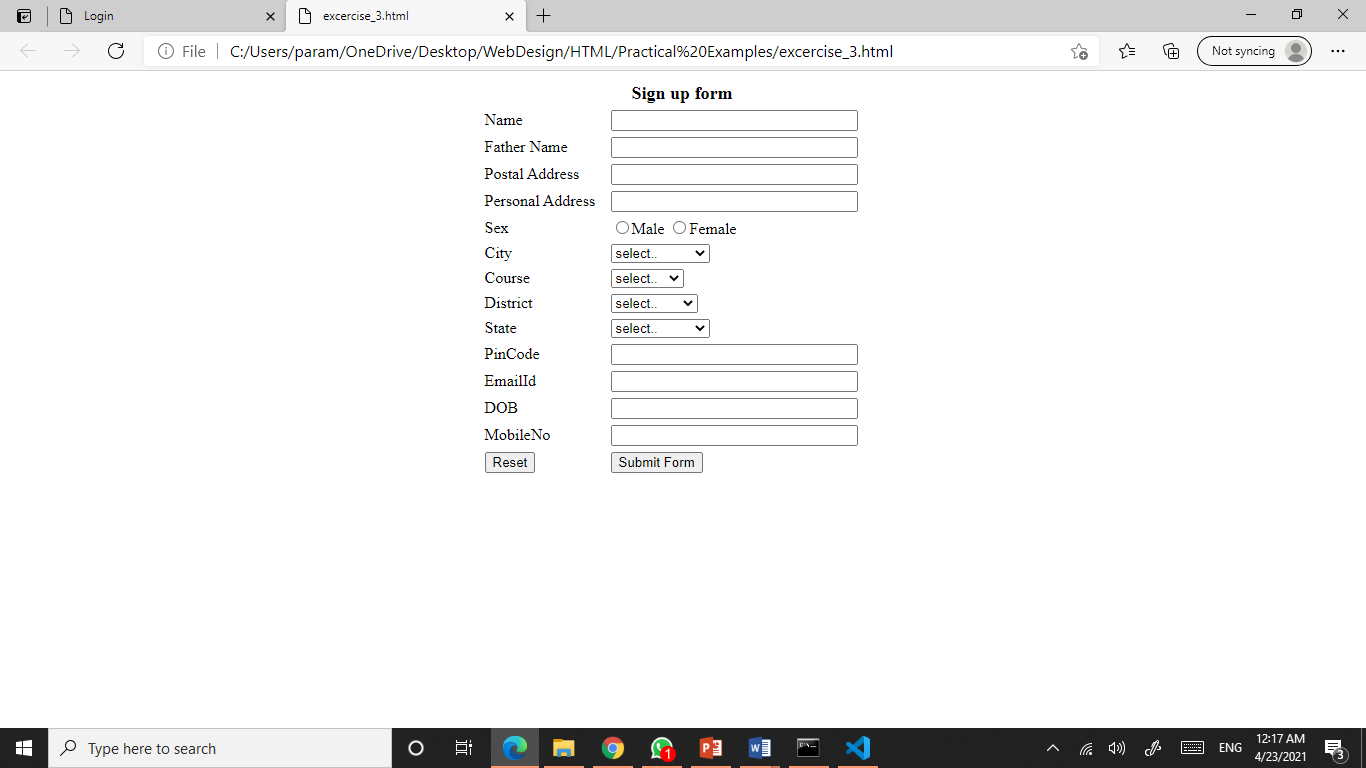 Login
excercise_3.html
File
C:/Users/param/OneDrive/Desktop/WebDesign/HTML/Practical%20Examples/excercise_3.html
Not syncing
Sign up form
Name
Father Name
Postal Address
Personal Address
Sex Male Female
City select..
Course select..
District select..
State select..
PinCode
EmailId
DOB
MobileNo
Reset Submit Form
Type here to search
1
ENG
12:17 AM
4/23/2021
3